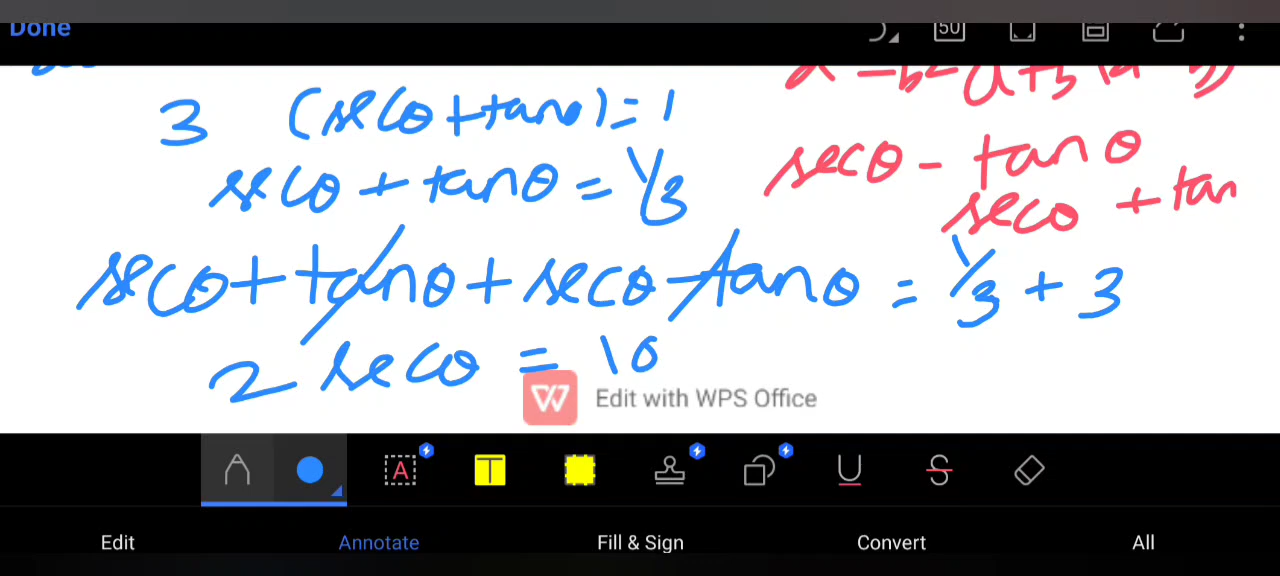 Done
50
3 (secθ + tanθ) = 1
secθ + tanθ = 1/3
secθ - tanθ
secθ + tan
secθ + tanθ + secθ - tanθ = 1/3 + 3
2 secθ = 10
Edit with WPS Office
A T U S
Edit Annotate Fill & Sign Convert All